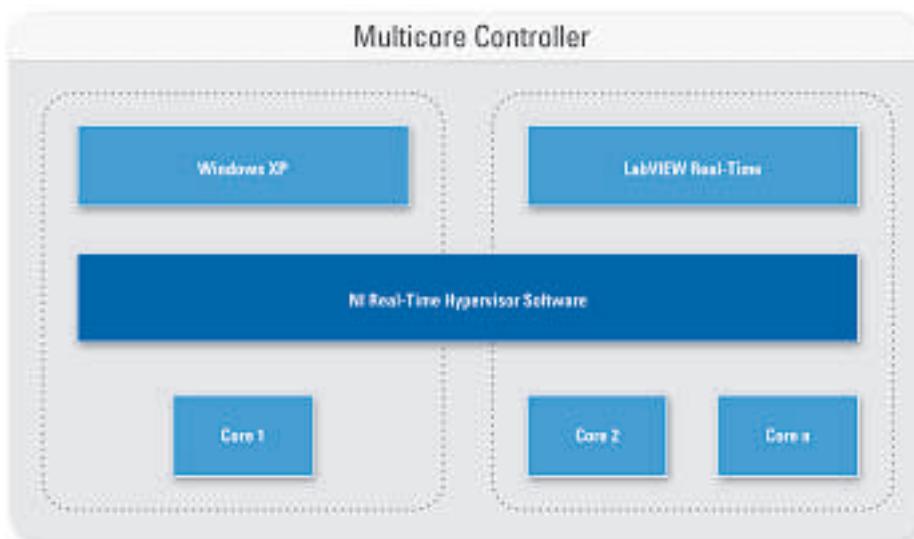 Multicore Controller
Windows XP
LabVIEW Real-Time
NI Real-Time Hypervisor Software
Core 1
Core 2
Core n